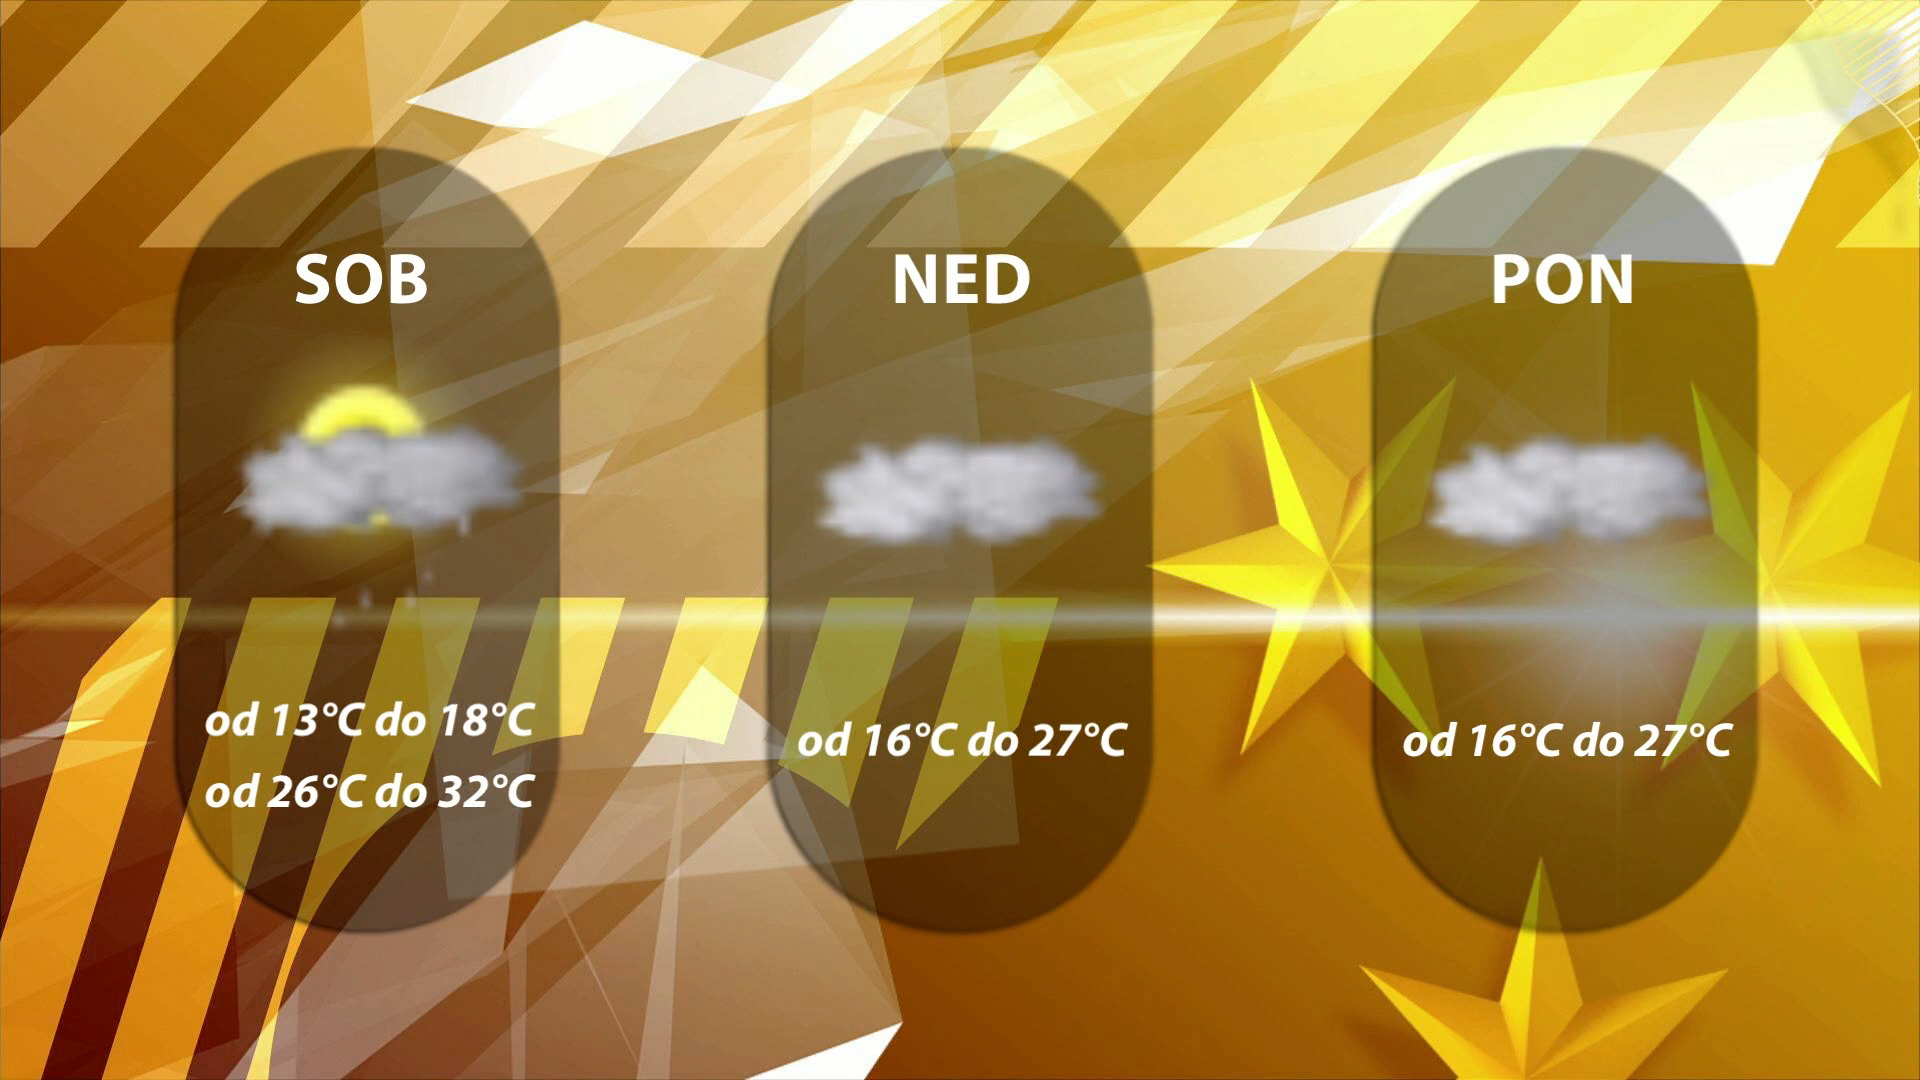 SOB
od 13°C do 18°C
od 26°C do 32°C
NED
od 16°C do 27°C
PON
od 16°C do 27°C